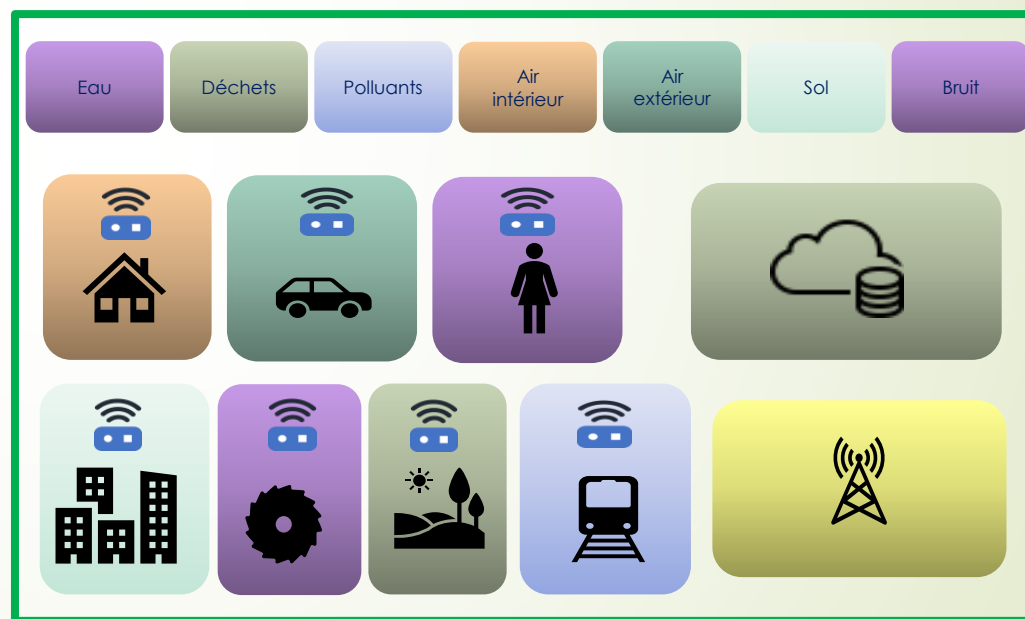 Eau
Déchets
Polluants
Air
intérieur
Air
extérieur
Sol
Bruit